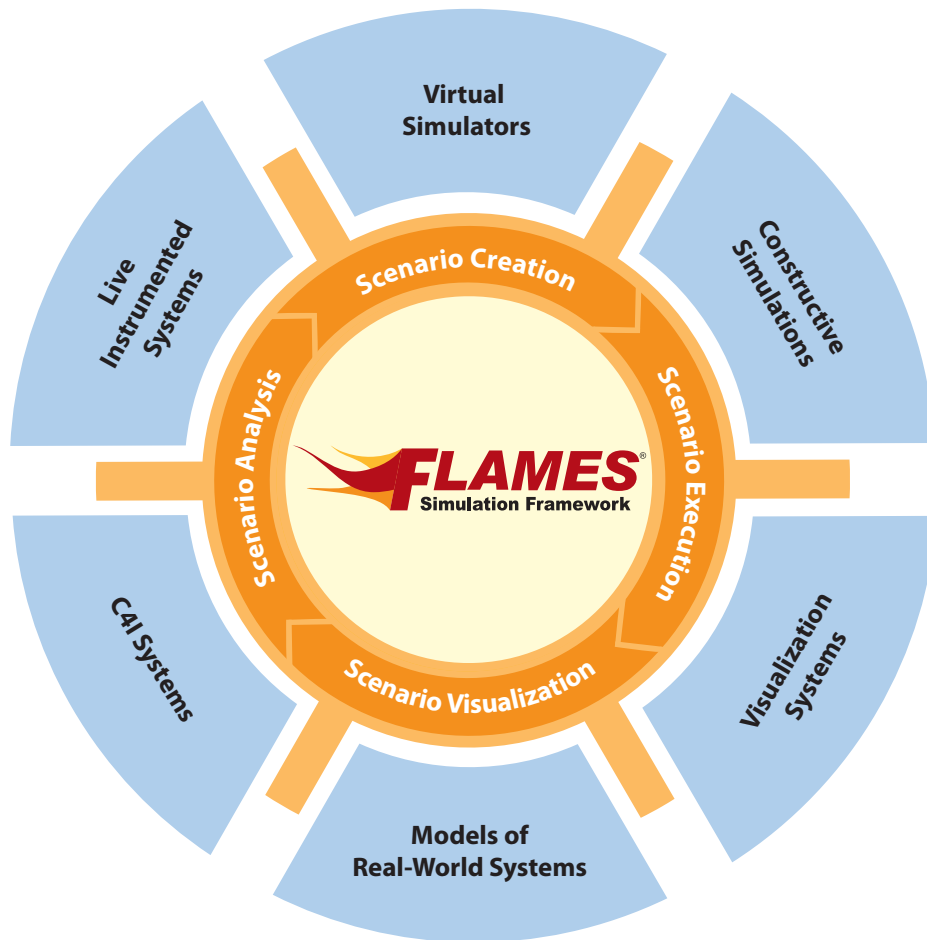 Virtual
Simulators
Constructive
Simulations
Visualization
Systems
Models of
Real-World Systems
C4I Systems
Live
Instrumented
Systems
Scenario Creation
Scenario Execution
Scenario Visualization
Scenario Analysis
FLAMES®
Simulation Framework